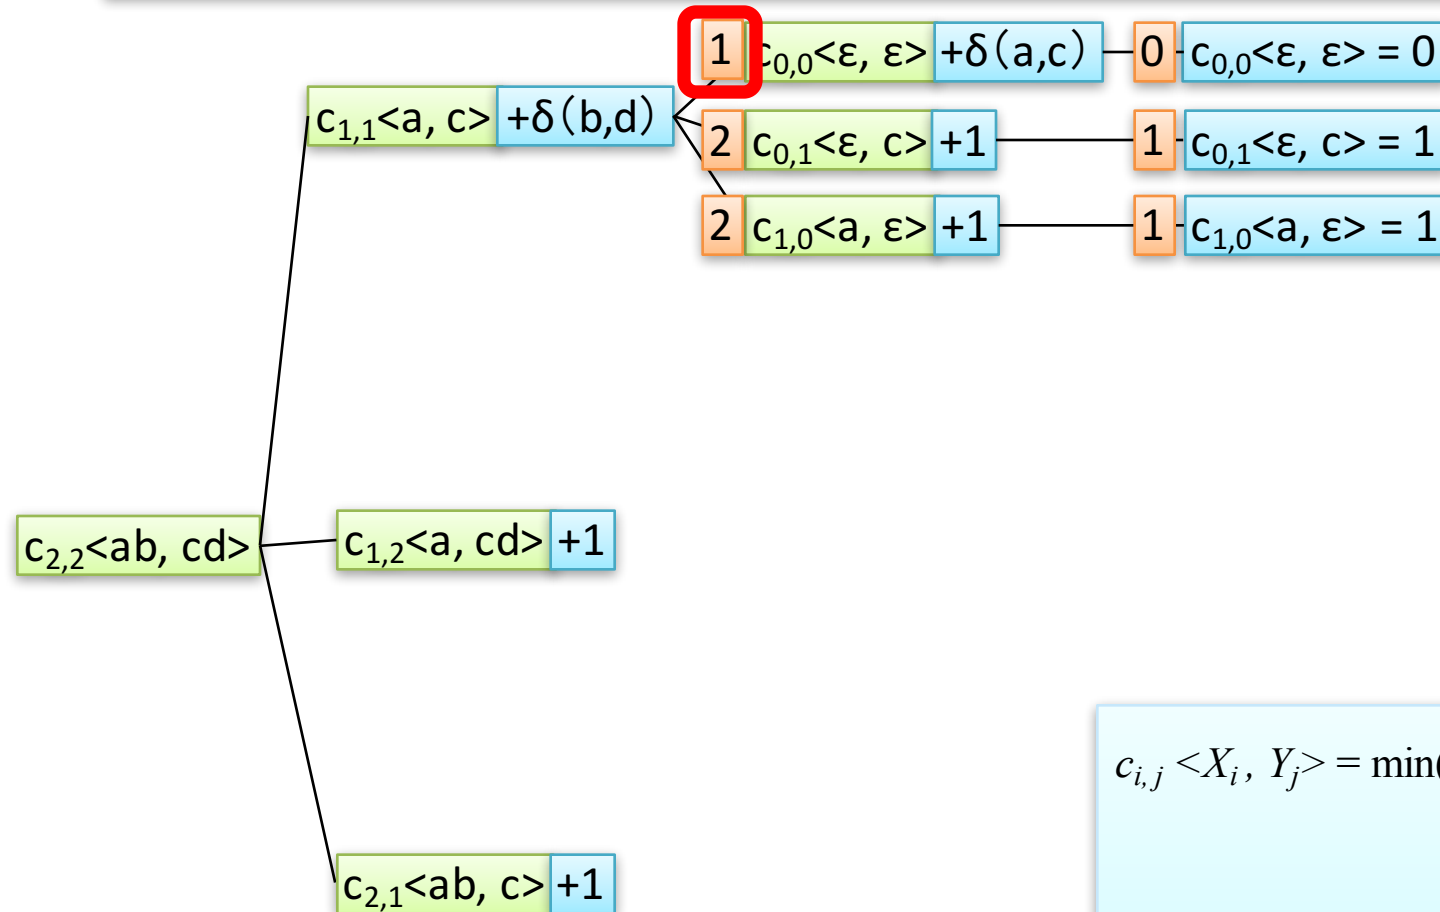 1 c0,0<ε, ε> +δ(a,c) 0 c0,0<ε, ε> = 0
c1,1<a, c> +δ(b,d)
2 c0,1<ε, c> +1 1 c0,1<ε, c> = 1
2 c1,0<a, ε> +1 1 c1,0<a, ε> = 1
c2,2<ab, cd>
c1,2<a, cd> +1
ci,j <Xi, Yj> = min(
c2,1<ab, c> +1